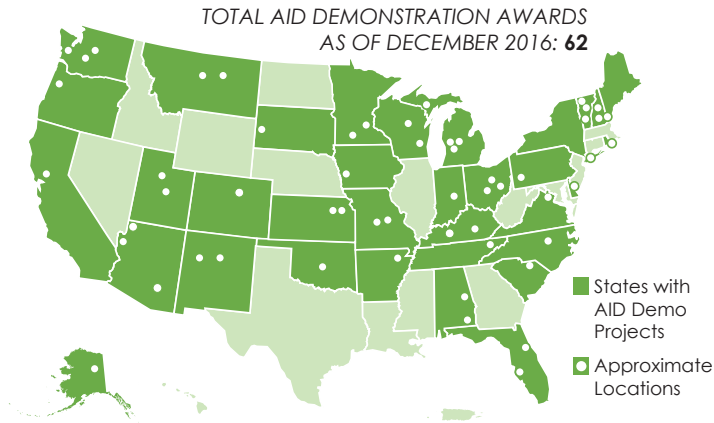 TOTAL AID DEMONSTRATION AWARDS
AS OF DECEMBER 2016: 62
States with
AID Demo
Projects
Approximate
Locations